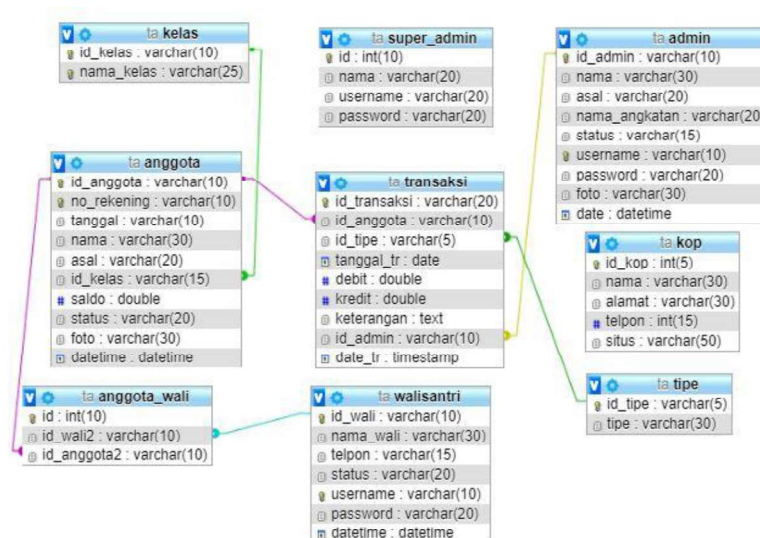 ta kelas
id_kelas : varchar(10)
nama_kelas : varchar(25)
ta super_admin
id : int(10)
nama : varchar(20)
username : varchar(20)
password : varchar(20)
ta admin
id_admin : varchar(10)
nama : varchar(30)
asal : varchar(20)
nama_angkatan : varchar(20
status : varchar(15)
username : varchar(10)
password : varchar(20)
foto : varchar(30)
date : datetime
ta anggota
id_anggota : varchar(10)
no_rekening : varchar(10)
tanggal : varchar(10)
nama : varchar(30)
asal : varchar(20)
id_kelas : varchar(15)
# saldo : double
status : varchar(20)
foto : varchar(30)
datetime : datetime
ta transaksi
id_transaksi : varchar(20)
id_anggota : varchar(10)
id_tipe : varchar(5)
tanggal_tr : date
# debit : double
# kredit : double
keterangan : text
id_admin : varchar(10)
date_tr : timestamp
ta kop
id_kop : int(5)
nama : varchar(30)
alamat : varchar(30)
# telpon : int(15)
situs : varchar(50)
ta anggota_wali
id : int(10)
id_wali2 : varchar(10)
id_anggota2 : varchar(10)
ta walisantri
id_wali : varchar(10)
nama_wali : varchar(30)
telpon : varchar(15)
status : varchar(20)
username : varchar(10)
password : varchar(20)
datetime : datetime
ta tipe
id_tipe : varchar(5)
tipe : varchar(30)